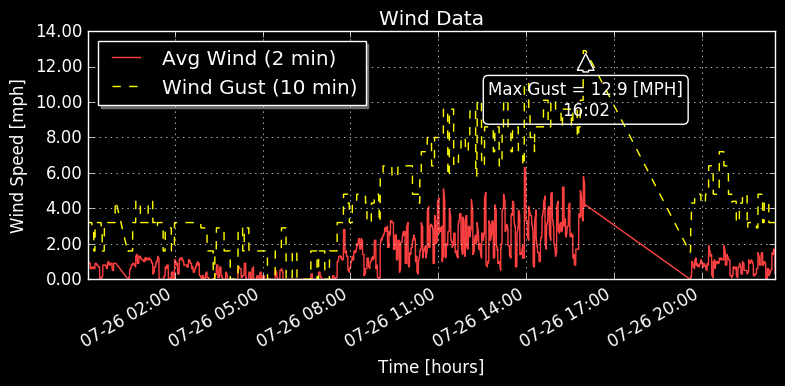 Wind Data
14.00
12.00
10.00
8.00
6.00
4.00
2.00
0.00
Wind Speed [mph]
Avg Wind (2 min)
Wind Gust (10 min)
Max Gust = 12.9 [MPH]
16:02
07-26 02:00
07-26 05:00
07-26 08:00
07-26 11:00
07-26 14:00
07-26 17:00
07-26 20:00
Time [hours]